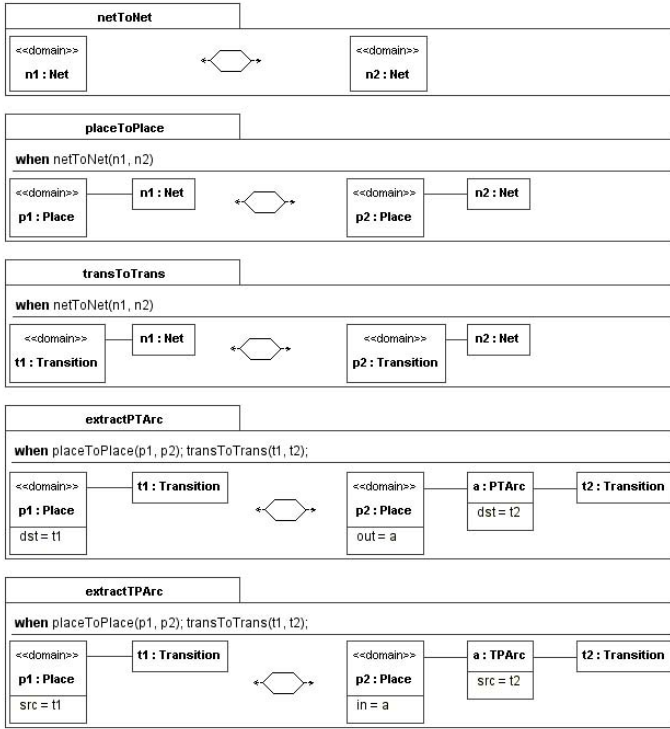 netToNet
<<domain>>
n1 : Net
<<domain>>
n2 : Net
placeToPlace
when netToNet(n1, n2)
<<domain>>
p1 : Place
n1 : Net
<<domain>>
p2 : Place
n2 : Net
transToTrans
when netToNet(n1, n2)
<<domain>>
t1 : Transition
n1 : Net
<<domain>>
p2 : Transition
n2 : Net
extractPTArc
when placeToPlace(p1, p2); transToTrans(t1, t2);
<<domain>>
p1 : Place
dst = t1
t1 : Transition
<<domain>>
p2 : Place
out = a
a : PTArc
dst = t2
t2 : Transition
extractTPArc
when placeToPlace(p1, p2); transToTrans(t1, t2);
<<domain>>
p1 : Place
src = t1
t1 : Transition
<<domain>>
p2 : Place
in = a
a : TPArc
src = t2
t2 : Transition